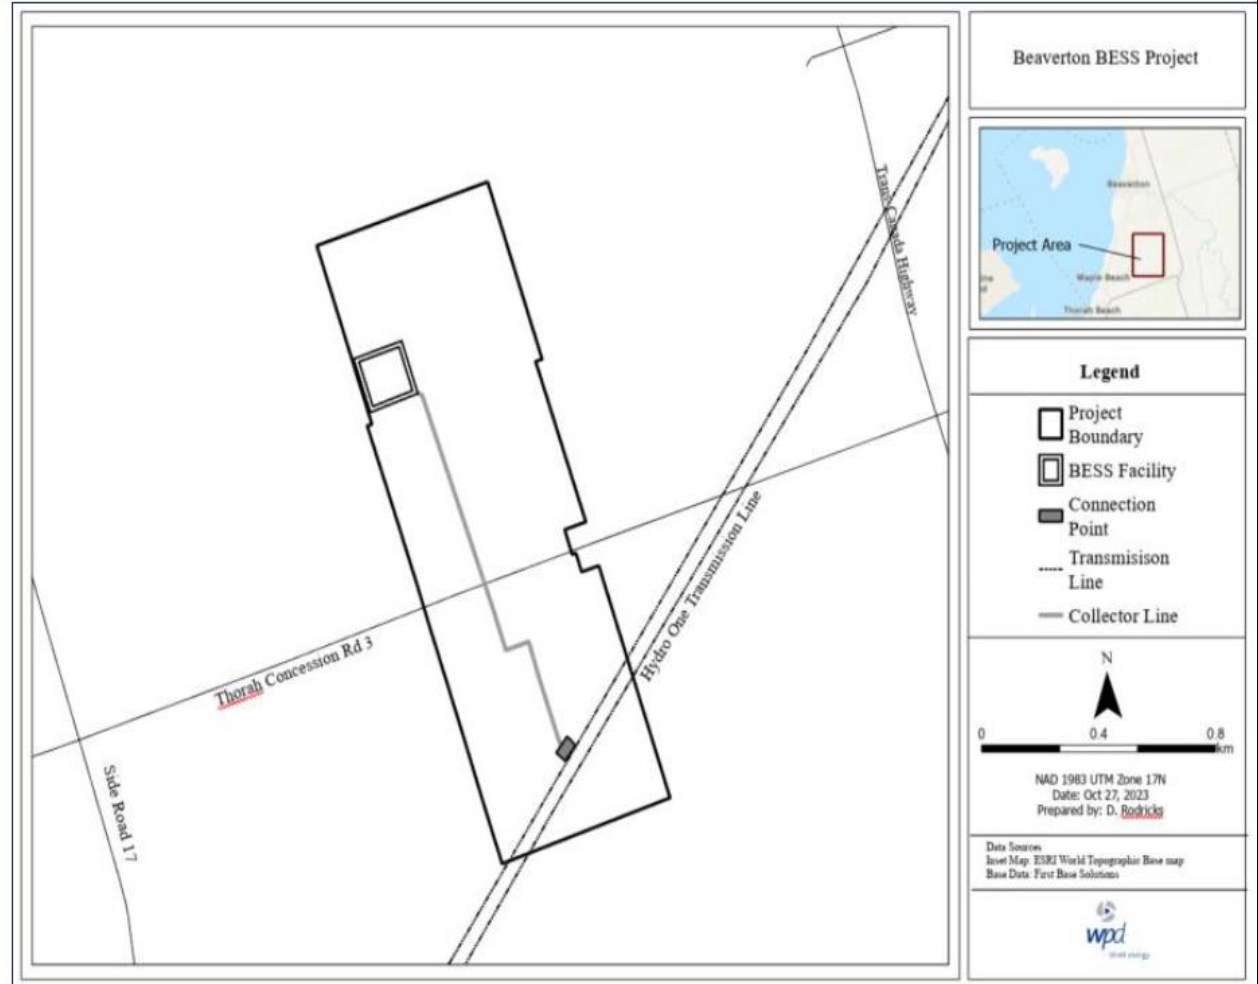 Beaverton BESS Project
Beaverton
Project Area
Maple Beach
Thorah Beach
Trans-Canada Highway
Hydro One Transmission Line
Thorah Concession Rd 3
Side Road 17
Legend
Project
Boundary
BESS Facility
Connection
Point
Transmisison
Line
Collector Line
N
0 0.4 0.8
km
NAD 1983 UTM Zone 17N
Date: Oct 27, 2023
Prepared by: D. Rodricks
Data Sources
Inset Map: ESRI World Topographic Base map
Base Data: First Base Solutions
wpd